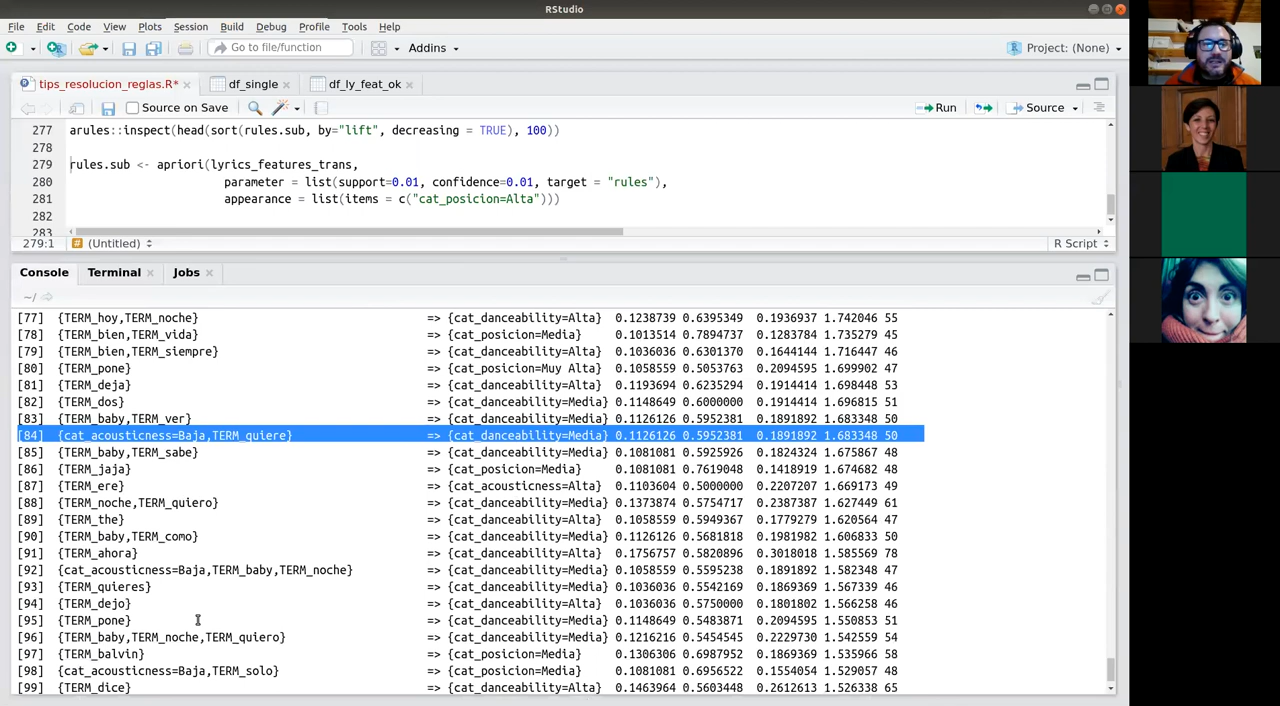 RStudio
File Edit Code View Plots Session Build Debug Profile Tools Help
Go to file/function Addins Project: (None)
tips_resolucion_reglas.R* df_single df_ly_feat_ok
Source on Save Run Source
277 arules::inspect(head(sort(rules.sub, by="lift", decreasing = TRUE), 100))
278
279 rules.sub <- apriori(lyrics_features_trans,
280 parameter = list(support=0.01, confidence=0.01, target = "rules"),
281 appearance = list(items = c("cat_posicion=Alta")))
282
283
279:1 (Untitled) R Script
Console Terminal Jobs
~/
[77] {TERM_hoy,TERM_noche} => {cat_danceability=Alta} 0.1238739 0.6395349 0.1936937 1.742046 55
[78] {TERM_bien,TERM_vida} => {cat_posicion=Media} 0.1013514 0.7894737 0.1283784 1.735279 45
[79] {TERM_bien,TERM_siempre} => {cat_danceability=Alta} 0.1036036 0.6301370 0.1644144 1.716447 46
[80] {TERM_pone} => {cat_posicion=Muy Alta} 0.1058559 0.5053763 0.2094595 1.699902 47
[81] {TERM_deja} => {cat_danceability=Alta} 0.1193694 0.6235294 0.1914414 1.698448 53
[82] {TERM_dos} => {cat_danceability=Media} 0.1148649 0.6000000 0.1914414 1.696815 51
[83] {TERM_baby,TERM_ver} => {cat_danceability=Media} 0.1126126 0.5952381 0.1891892 1.683348 50
[84] {cat_acousticness=Baja,TERM_quiere} => {cat_danceability=Media} 0.1126126 0.5952381 0.1891892 1.683348 50
[85] {TERM_baby,TERM_sabe} => {cat_danceability=Media} 0.1081081 0.5925926 0.1824324 1.675867 48
[86] {TERM_jaja} => {cat_posicion=Media} 0.1081081 0.7619048 0.1418919 1.674682 48
[87] {TERM_ere} => {cat_acousticness=Alta} 0.1103604 0.5000000 0.2207207 1.669173 49
[88] {TERM_noche,TERM_quiero} => {cat_danceability=Media} 0.1373874 0.5754717 0.2387387 1.627449 61
[89] {TERM_the} => {cat_danceability=Alta} 0.1058559 0.5949367 0.1779279 1.620564 47
[90] {TERM_baby,TERM_como} => {cat_danceability=Media} 0.1126126 0.5681818 0.1981982 1.606833 50
[91] {TERM_ahora} => {cat_danceability=Alta} 0.1756757 0.5820896 0.3018018 1.585569 78
[92] {cat_acousticness=Baja,TERM_baby,TERM_noche} => {cat_danceability=Media} 0.1058559 0.5595238 0.1891892 1.582348 47
[93] {TERM_quieres} => {cat_danceability=Media} 0.1036036 0.5542169 0.1869369 1.567339 46
[94] {TERM_dejo} => {cat_danceability=Alta} 0.1036036 0.5750000 0.1801802 1.566258 46
[95] {TERM_pone} => {cat_danceability=Media} 0.1148649 0.5483871 0.2094595 1.550853 51
[96] {TERM_baby,TERM_noche,TERM_quiero} => {cat_danceability=Media} 0.1216216 0.5454545 0.2229730 1.542559 54
[97] {TERM_balvin} => {cat_posicion=Media} 0.1306306 0.6987952 0.1869369 1.535966 58
[98] {cat_acousticness=Baja,TERM_solo} => {cat_posicion=Media} 0.1081081 0.6956522 0.1554054 1.529057 48
[99] {TERM_dice} => {cat_danceability=Alta} 0.1463964 0.5603448 0.2612613 1.526338 65